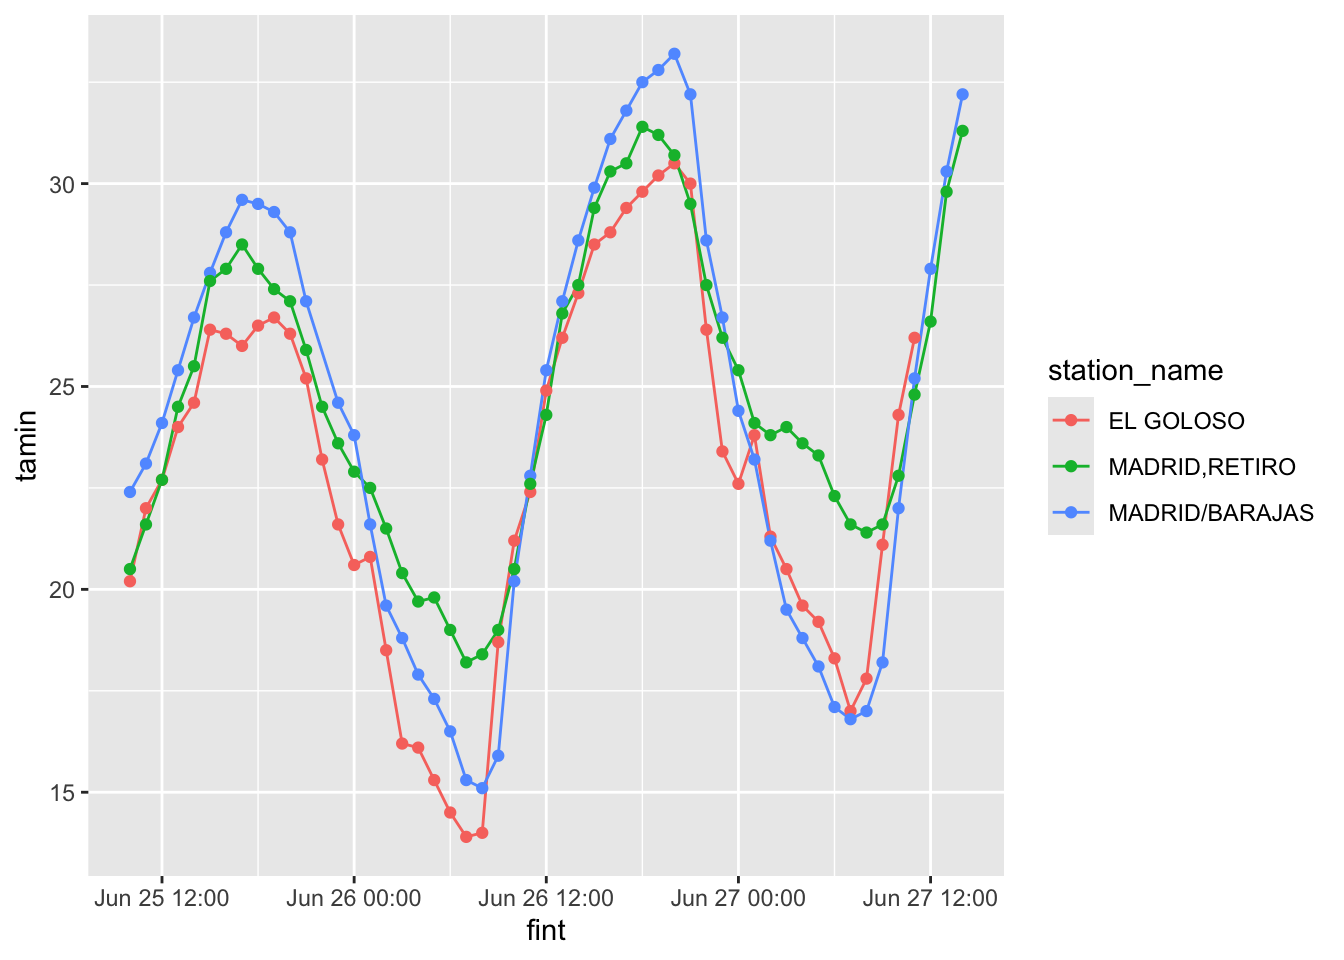 tamin
30
25
20
15
Jun 25 12:00
Jun 26 00:00
Jun 26 12:00
Jun 27 00:00
Jun 27 12:00
fint
station_name
EL GOLOSO
MADRID,RETIRO
MADRID/BARAJAS